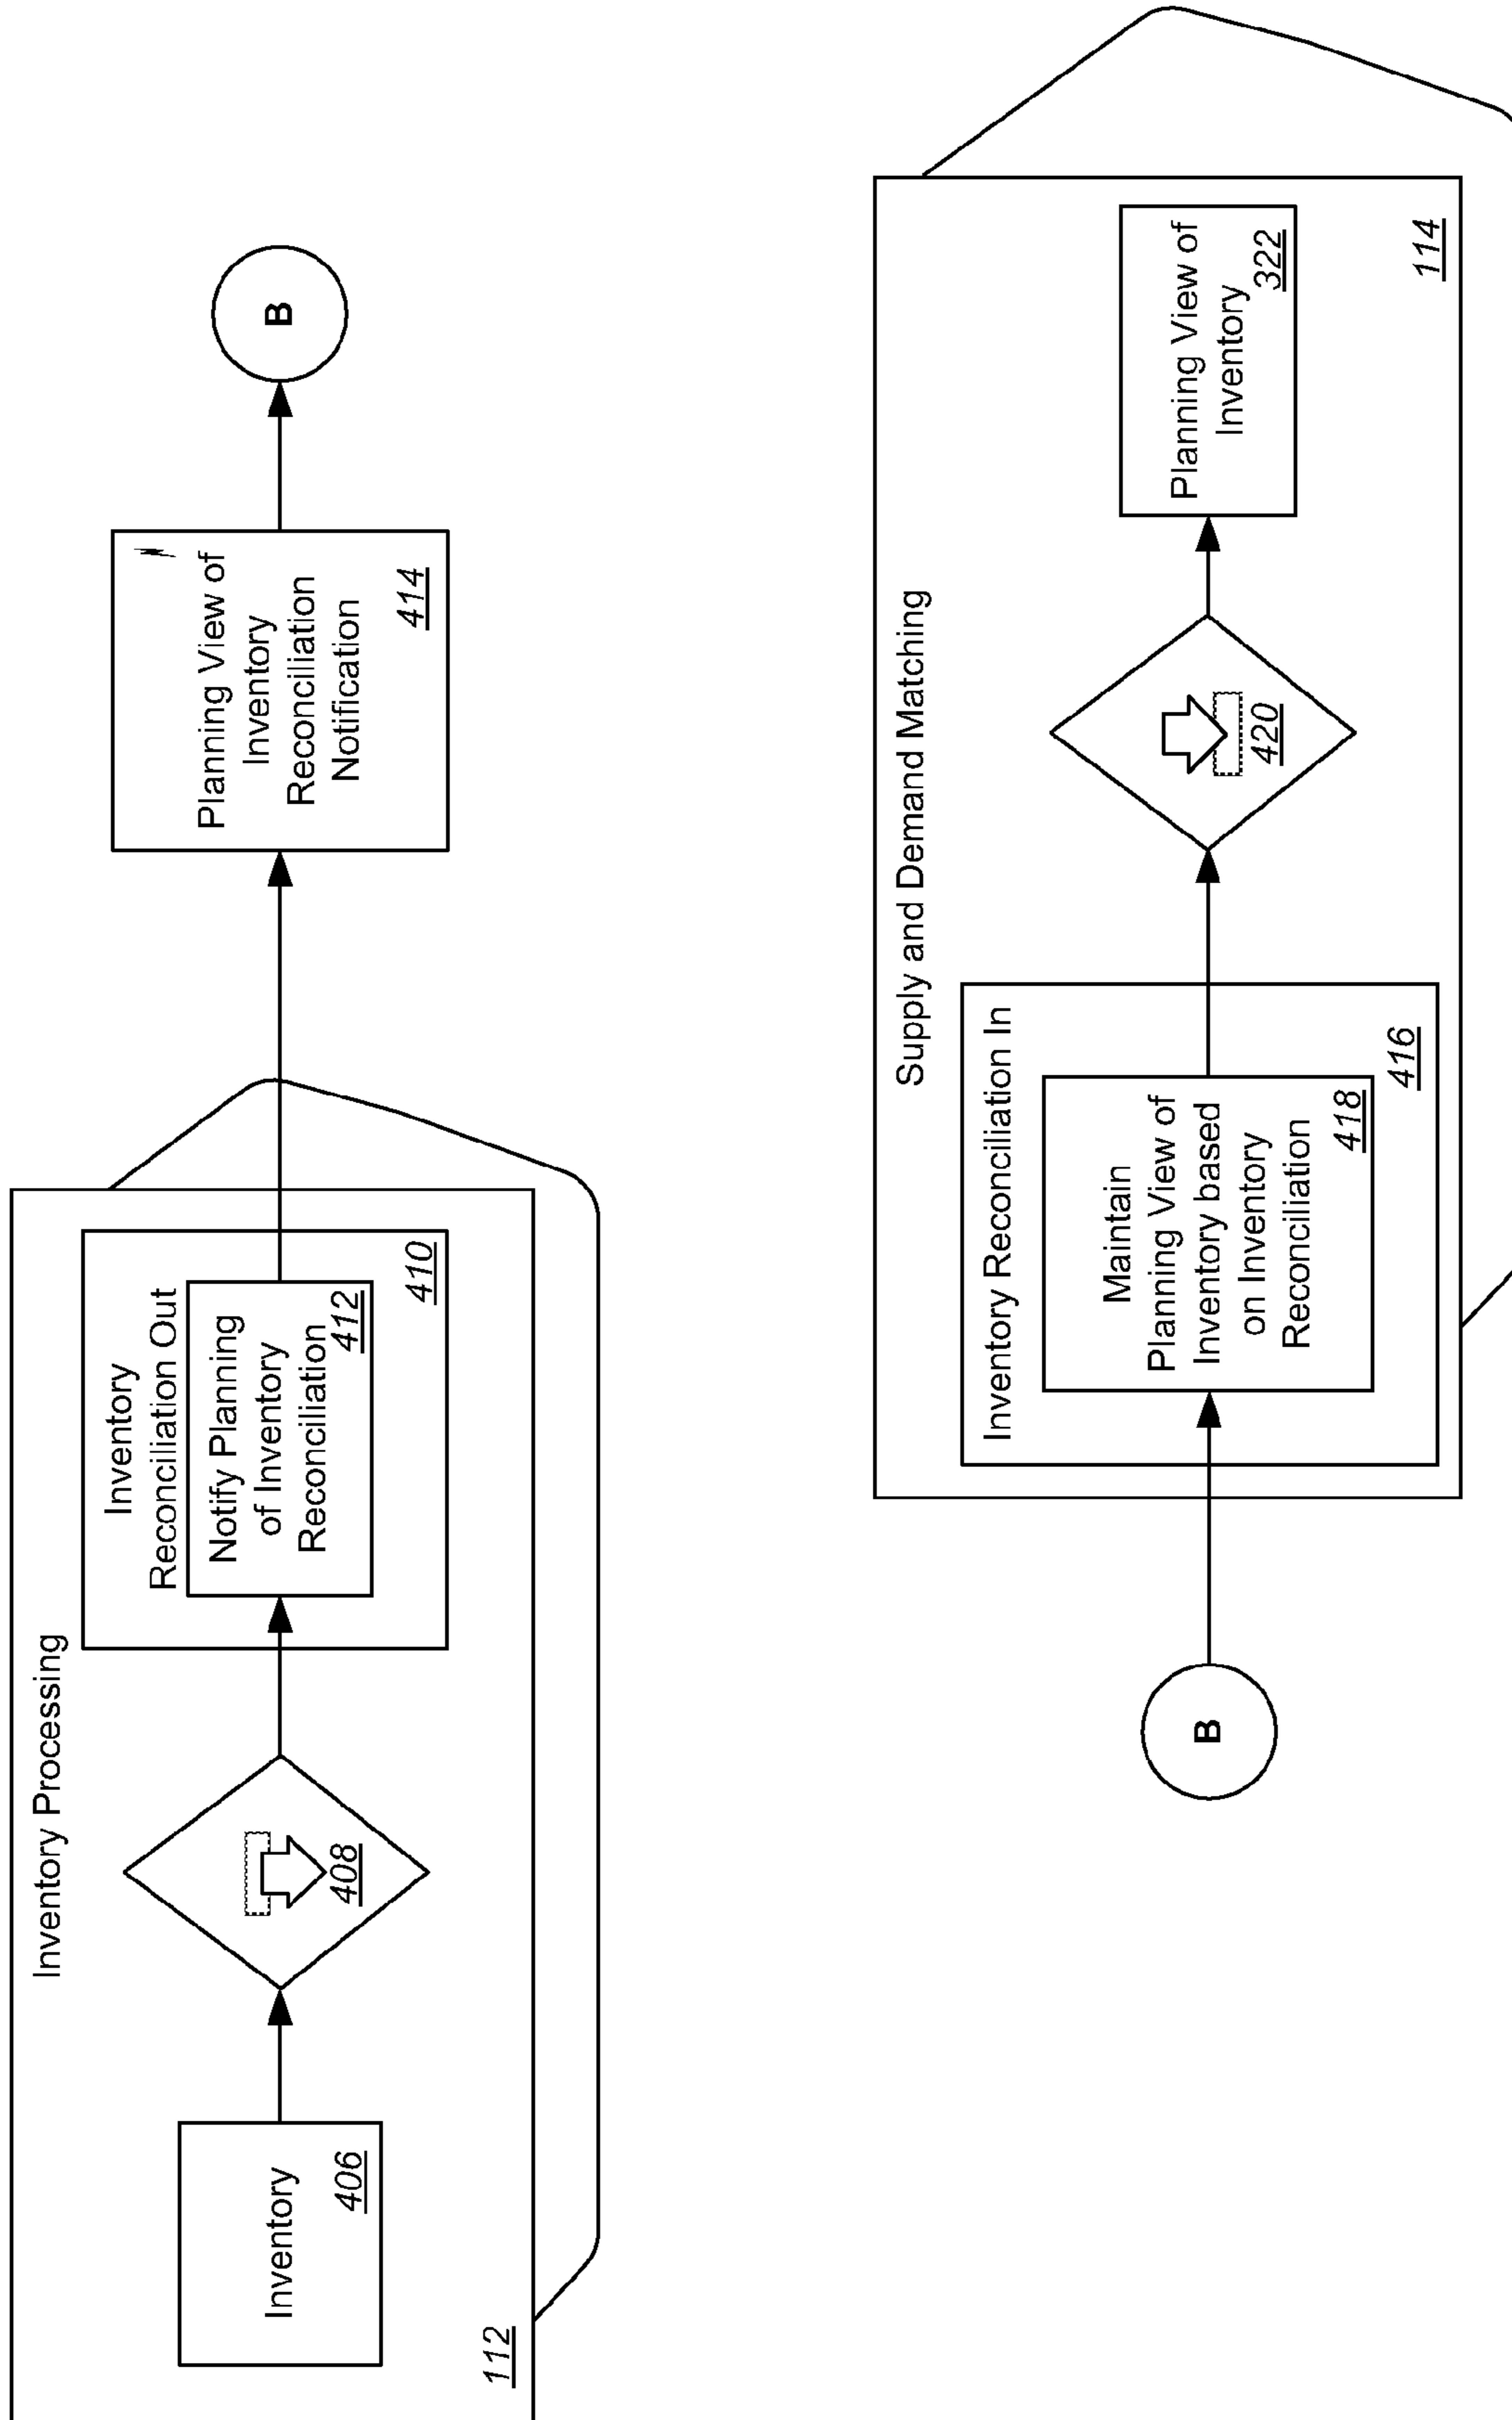 Inventory Processing
Inventory
406
408
Inventory
Reconciliation Out
Notify Planning
of Inventory
Reconciliation
412
410
112
Planning View of
Inventory
Reconciliation
Notification
414
B
B
Supply and Demand Matching
Inventory Reconciliation In
Maintain
Planning View of
Inventory based
on Inventory
Reconciliation
418
416
420
Planning View of
Inventory
322
114